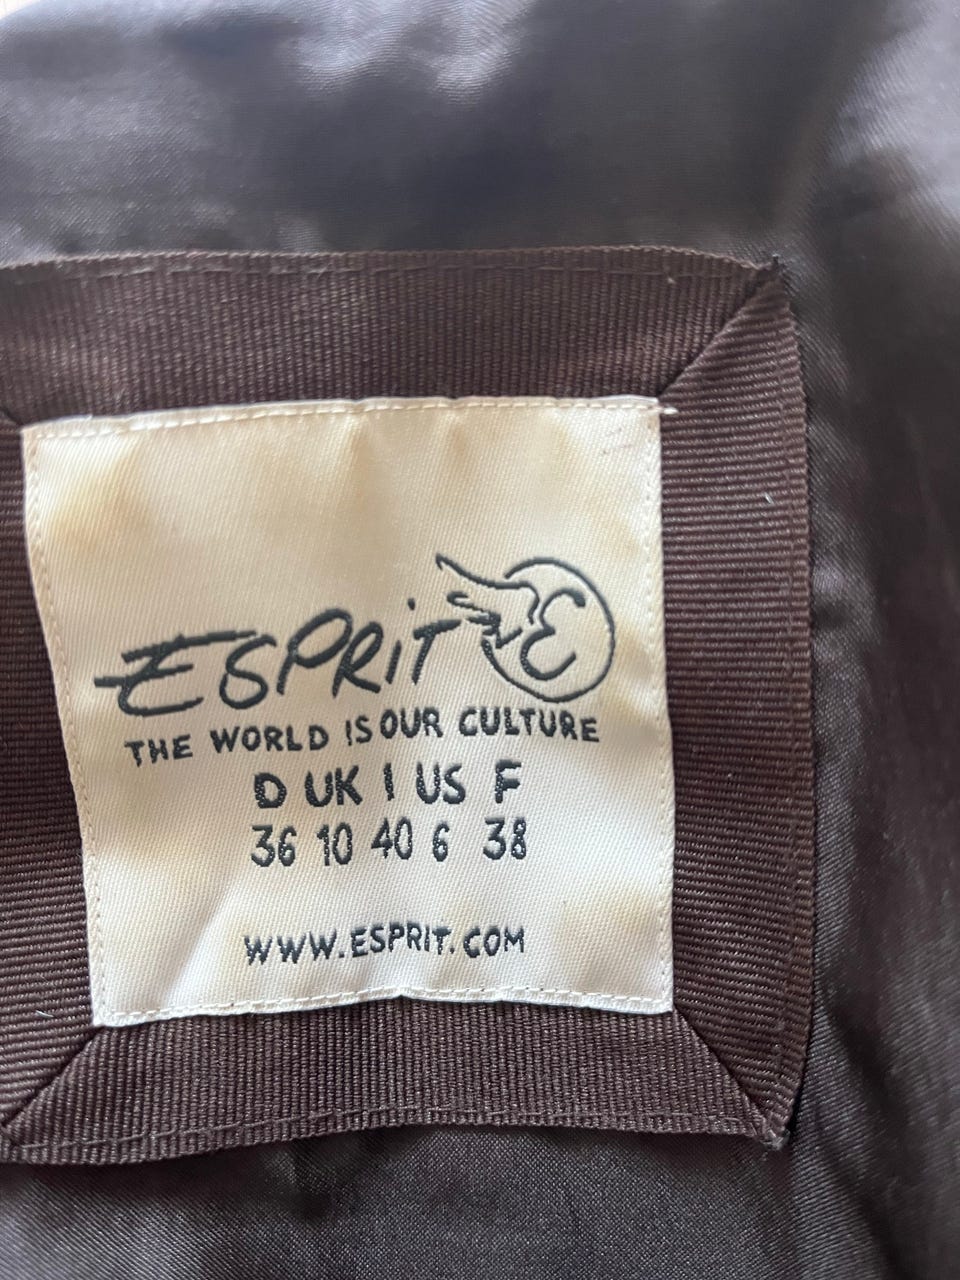 ESPRIT E
THE WORLD IS OUR CULTURE
D UK I US F
36 10 40 6 38
WWW.ESPRIT.COM